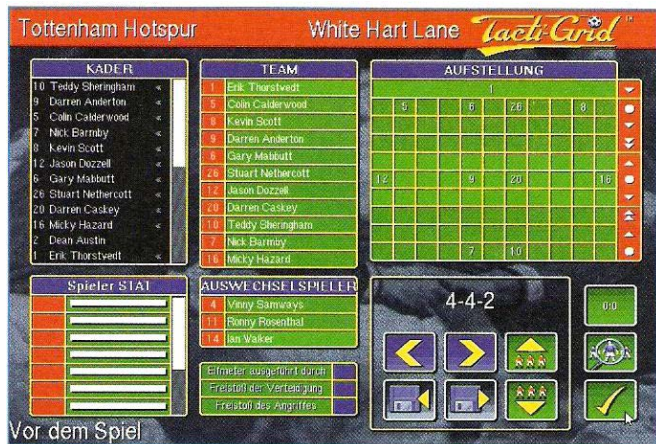 Tottenham Hotspur White Hart Lane Tacti-Grid ™
KADER
10 Teddy Sheringham «
9 Darren Anderton «
5 Colin Calderwood «
7 Nick Barmby «
8 Kevin Scott «
12 Jason Dozzell «
6 Gary Mabbutt «
26 Stuart Nethercott «
20 Darren Caskey «
16 Micky Hazard «
2 Dean Austin
1 Erik Thorstvedt «
TEAM
1 Erik Thorstvedt
5 Colin Calderwood
8 Kevin Scott
9 Darren Anderton
6 Gary Mabbutt
26 Stuart Nethercott
12 Jason Dozzell
20 Darren Caskey
10 Teddy Sheringham
7 Nick Barmby
16 Micky Hazard
AUFSTELLUNG
1
5 6 26 8
12 9 20 16
7 10
Spieler STAT
AUSWECHSELSPIELER
4 Vinny Samways
11 Ronny Rosenthal
14 Ian Walker
Elfmeter ausgeführt durch
Freistoß der Verteidigung
Freistoß des Angriffes
4-4-2
0:0
Vor dem Spiel